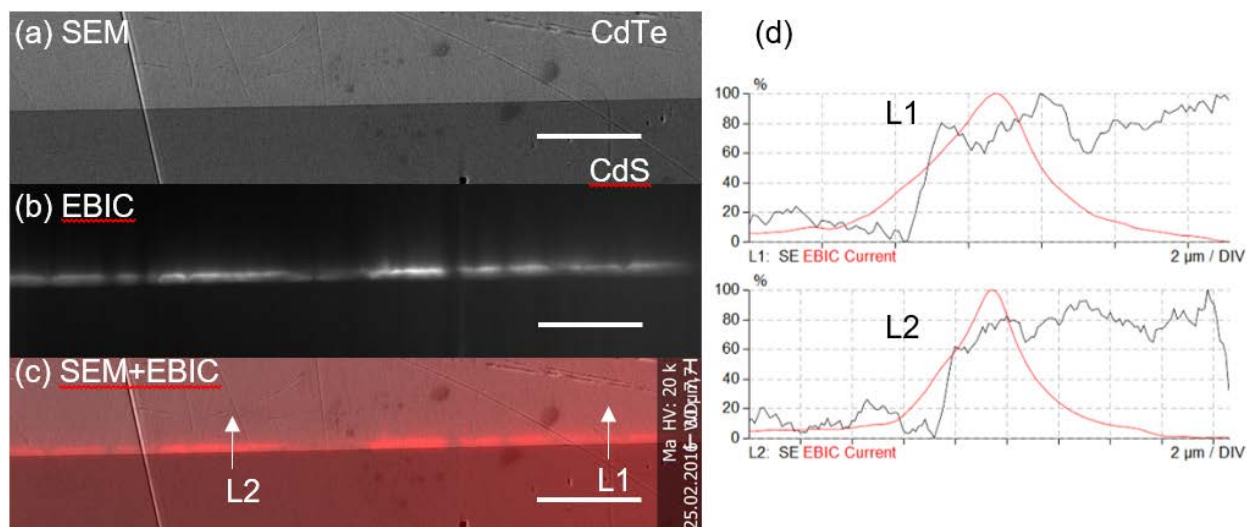 (a) SEM
CdTe
CdS
(b) EBIC
(c) SEM+EBIC
L2
L1
25.02.2016
Ma HV: 20 k
(d)
%
100
80
60
40
20
0
L1
L1: SE EBIC Current
2 µm / DIV
%
100
80
60
40
20
0
L2
L2: SE EBIC Current
2 µm / DIV